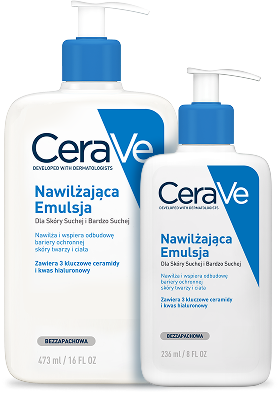 CeraVe
DEVELOPED WITH DERMATOLOGISTS
Nawilżająca
Emulsja
Dla Skóry Suchej i Bardzo Suchej
Nawilża i wspiera odbudowę
bariery ochronnej
skóry twarzy i ciała
Zawiera 3 kluczowe ceramidy
i kwas hialuronowy
BEZZAPACHOWA
473 ml / 16 FL OZ
CeraVe
DEVELOPED WITH DERMATOLOGISTS
Nawilżająca
Emulsja
Dla Skóry Suchej i Bardzo Suchej
Nawilża i wspiera odbudowę
bariery ochronnej
skóry twarzy i ciała
Zawiera 3 kluczowe ceramidy
i kwas hialuronowy
BEZZAPACHOWA
236 ml / 8 FL OZ